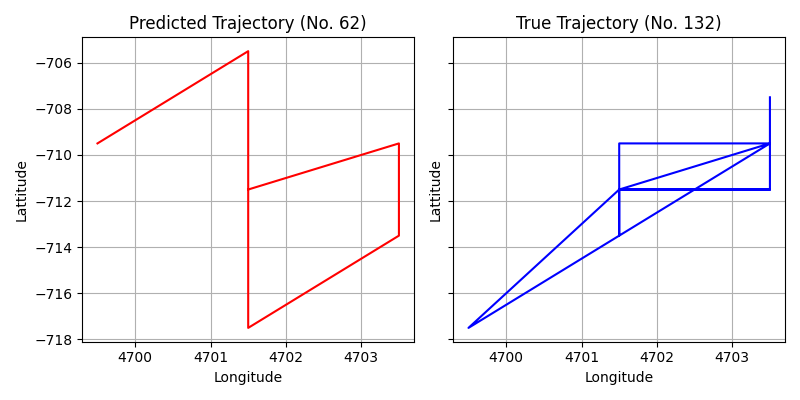 Predicted Trajectory (No. 62)
True Trajectory (No. 132)
−706
−708
−710
−712
−714
−716
−718
Lattitude
Lattitude
4700
4701
4702
4703
4700
4701
4702
4703
Longitude
Longitude